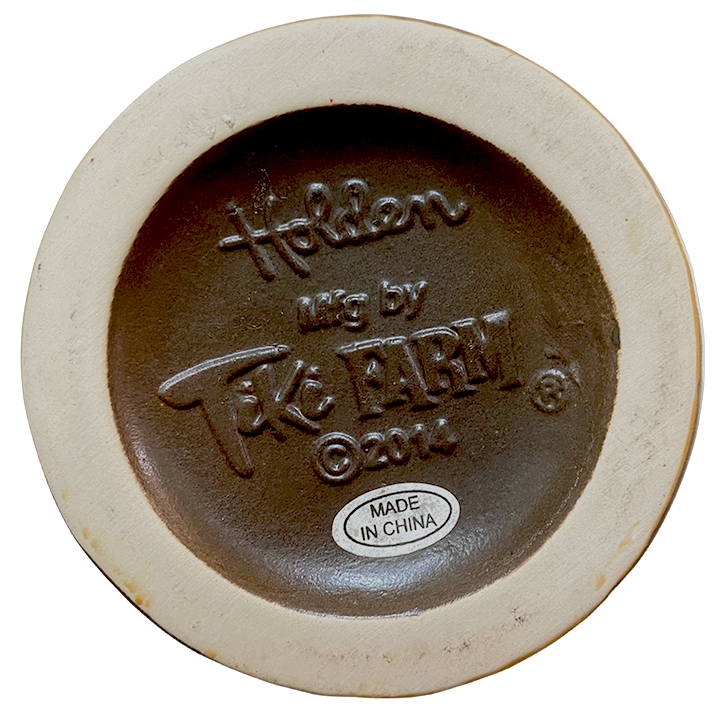 Holden
Mfg by
TiKi FARM ®
©2014
MADE
IN CHINA